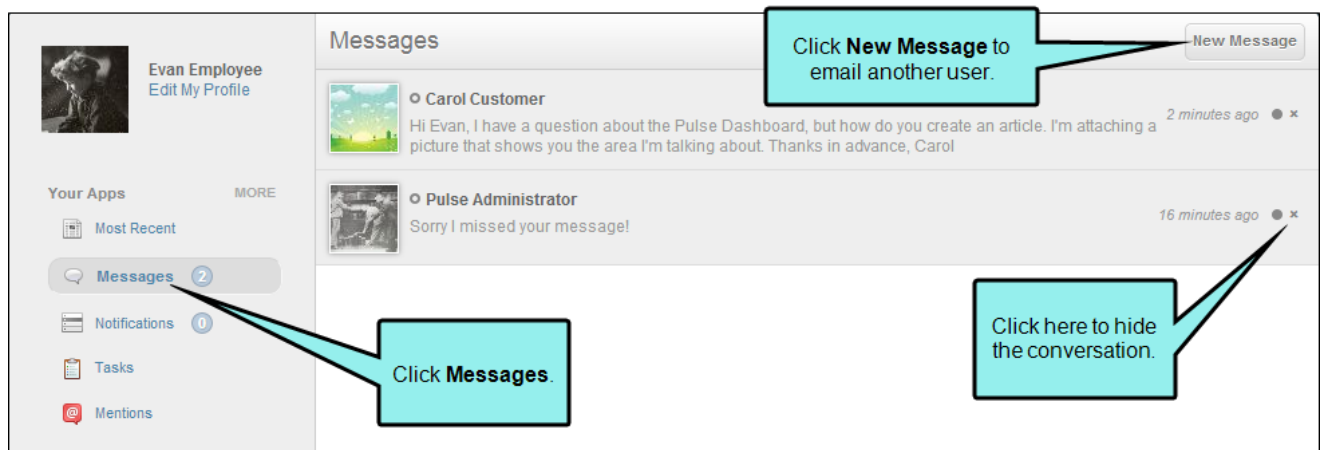 Evan Employee
Edit My Profile
Your Apps MORE
Most Recent
Messages 2
Notifications 0
Tasks
@ Mentions
Messages
New Message
Click New Message to
email another user.
Carol Customer
Hi Evan, I have a question about the Pulse Dashboard, but how do you create an article. I'm attaching a
picture that shows you the area I'm talking about. Thanks in advance, Carol
2 minutes ago
Pulse Administrator
Sorry I missed your message!
16 minutes ago
Click here to hide
the conversation.
Click Messages.